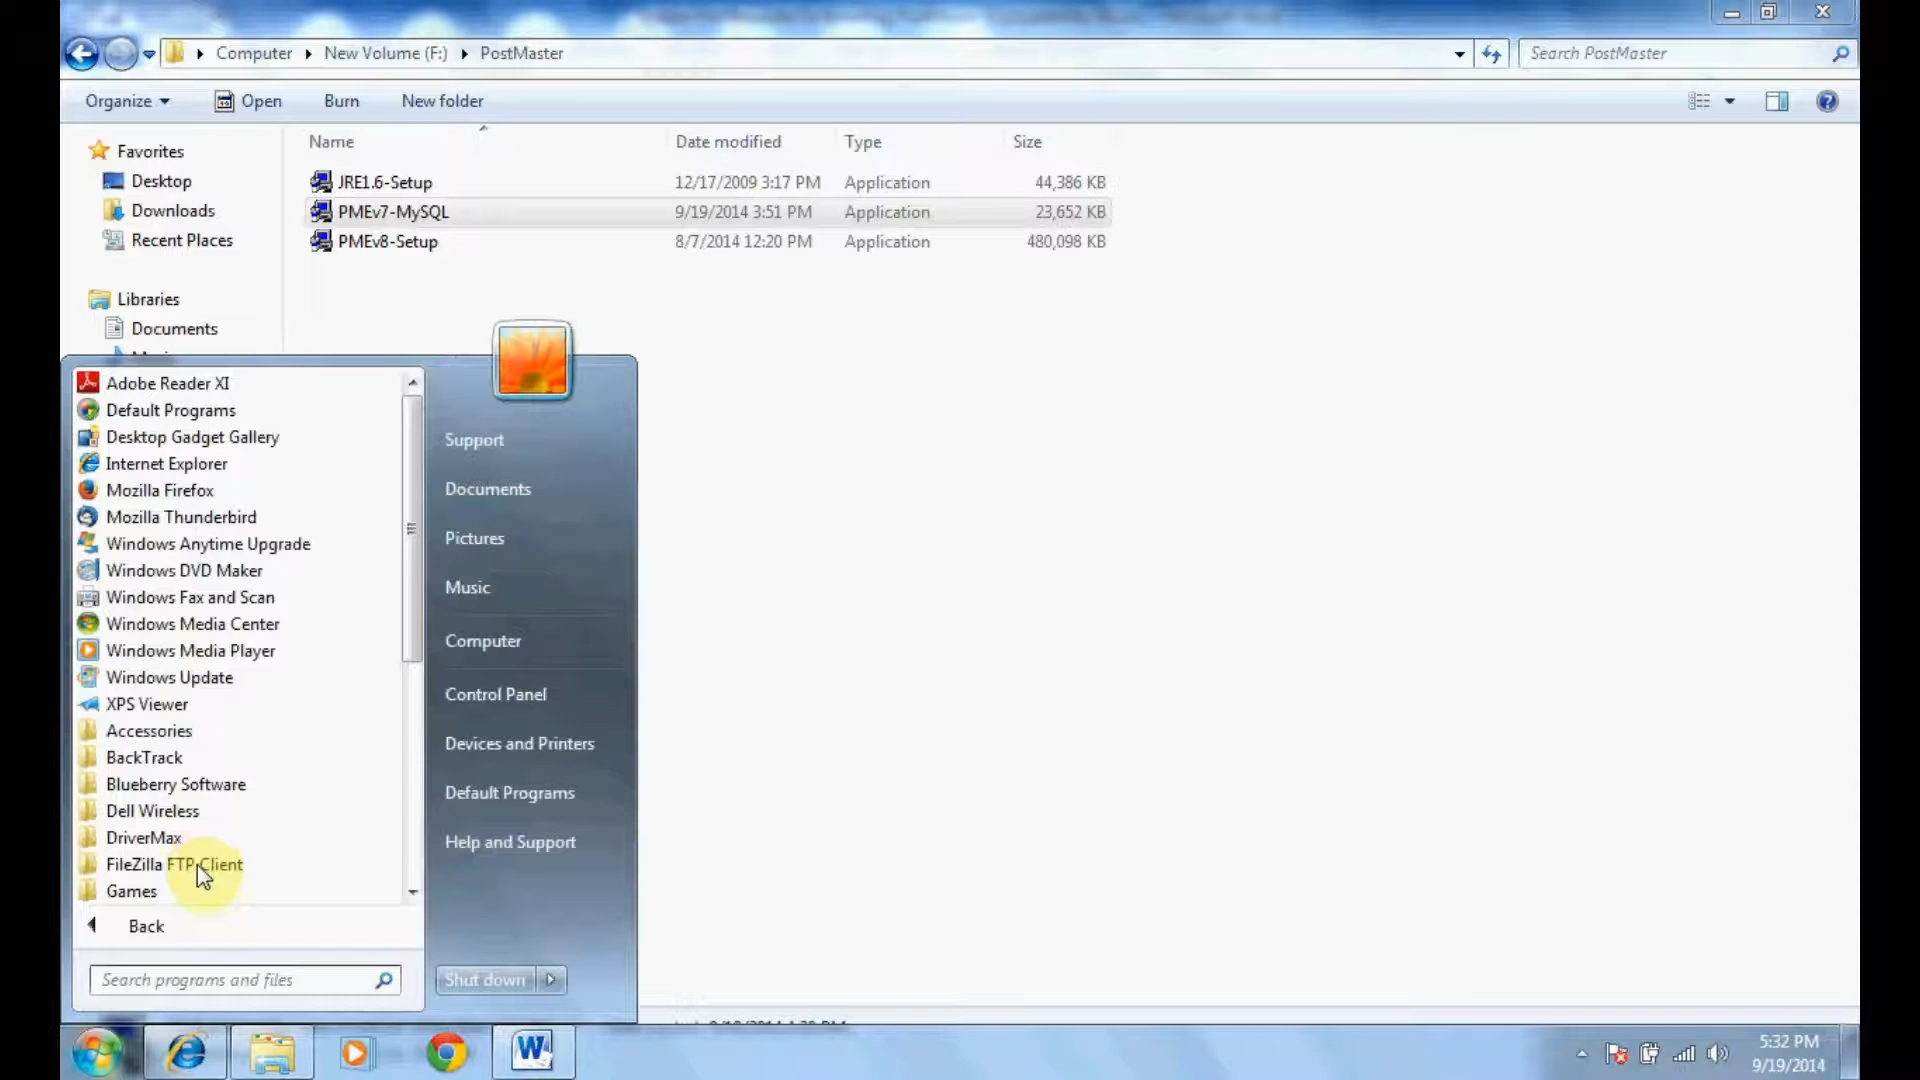 Computer New Volume (F:) PostMaster
Search PostMaster
Organize Open Burn New folder
Name Date modified Type Size
Favorites
Desktop
Downloads
Recent Places
Libraries
Documents
JRE1.6-Setup 12/17/2009 3:17 PM Application 44,386 KB
PMEv7-MySQL 9/19/2014 3:51 PM Application 23,652 KB
PMEv8-Setup 8/7/2014 12:20 PM Application 480,098 KB
Adobe Reader XI
Default Programs
Desktop Gadget Gallery
Internet Explorer
Mozilla Firefox
Mozilla Thunderbird
Windows Anytime Upgrade
Windows DVD Maker
Windows Fax and Scan
Windows Media Center
Windows Media Player
Windows Update
XPS Viewer
Accessories
BackTrack
Blueberry Software
Dell Wireless
DriverMax
FileZilla FTP Client
Games
Back
Search programs and files
Support
Documents
Pictures
Music
Computer
Control Panel
Devices and Printers
Default Programs
Help and Support
Shut down
5:32 PM
9/19/2014